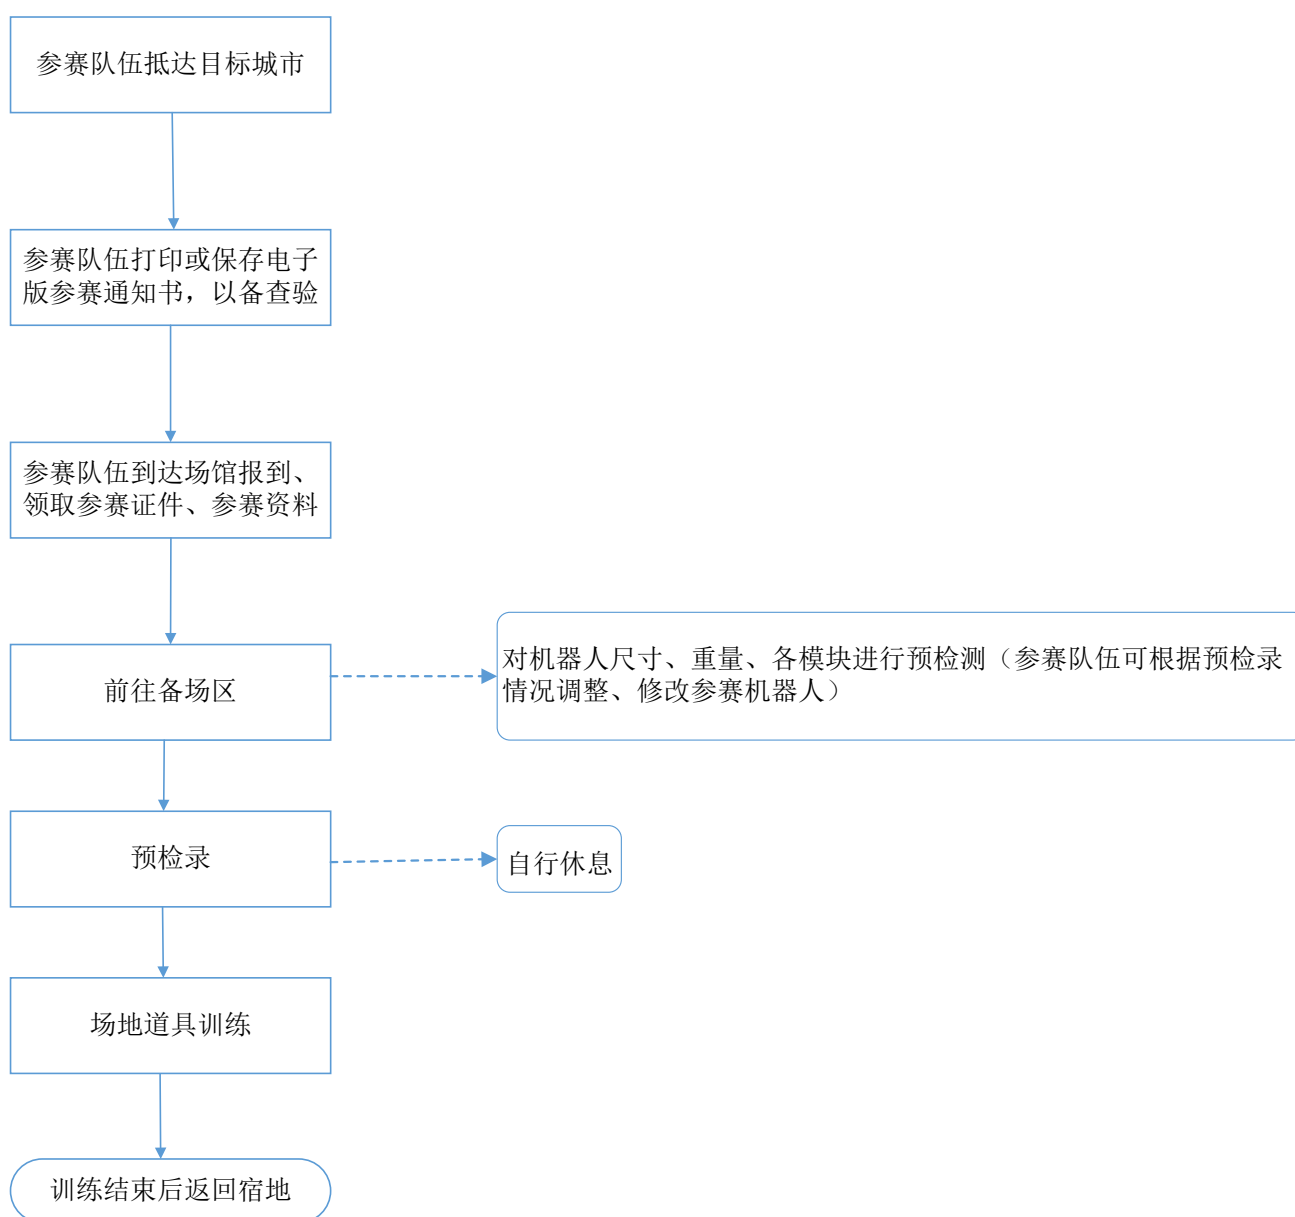 参赛队伍抵达目标城市
参赛队伍打印或保存电子
版参赛通知书，以备查验
参赛队伍到达场馆报到、
领取参赛证件、参赛资料
前往备场区
对机器人尺寸、重量、各模块进行预检测（参赛队伍可根据预检录
情况调整、修改参赛机器人）
预检录
自行休息
场地道具训练
训练结束后返回宿地